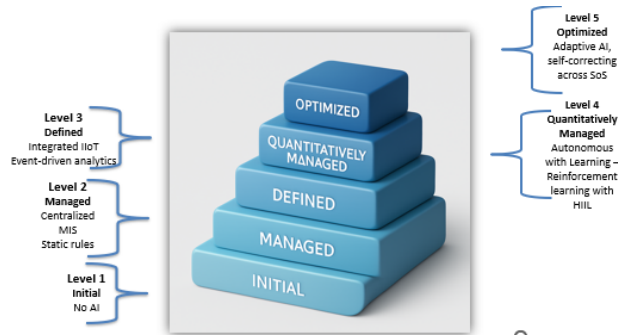 Level 5
Optimized
Adaptive AI,
self-correcting
across SoS
Level 3
Defined
Integrated IIoT
Event-driven analytics
Level 4
Quantitatively
Managed
Autonomous
with Learning –
Reinforcement
learning with
HIIL
Level 2
Managed
Centralized
MIS
Static rules
Level 1
Initial
No AI
OPTIMIZED
QUANTITATIVELY
MANAGED
DEFINED
MANAGED
INITIAL